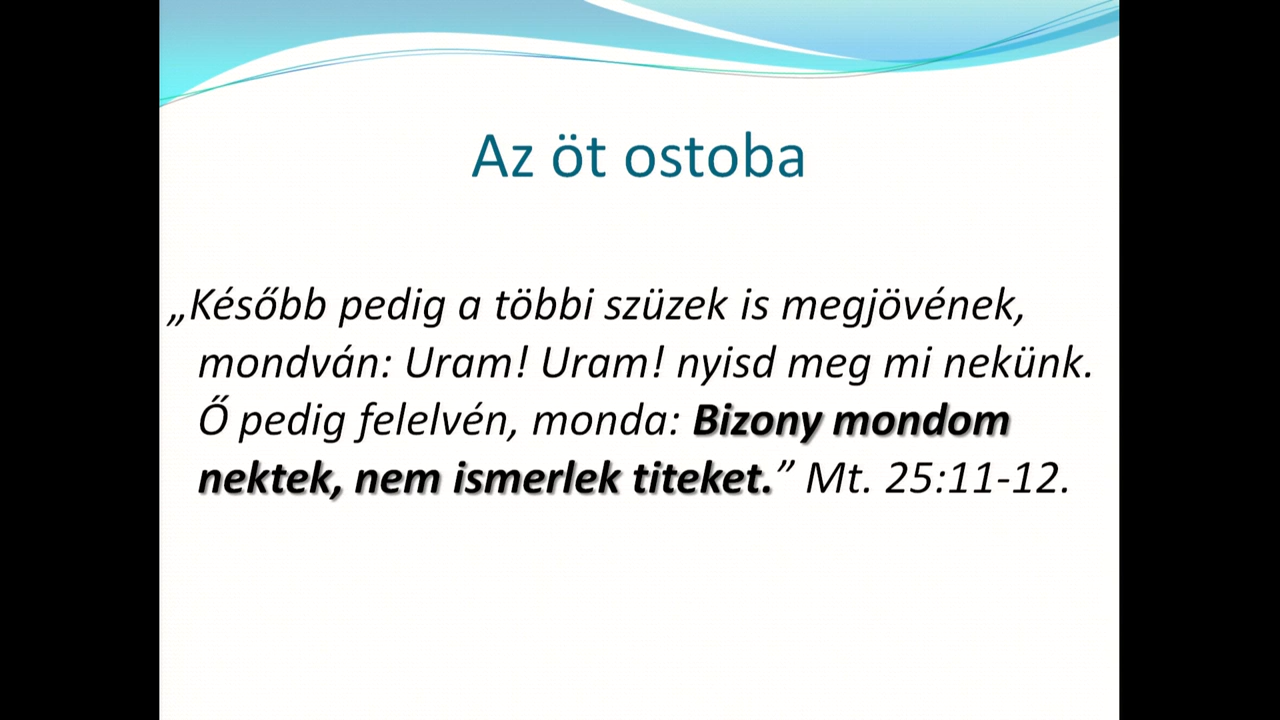 Az öt ostoba
„Később pedig a többi szüzek is megjövének,
mondván: Uram! Uram! nyisd meg mi nekünk.
Ő pedig felelvén, monda: Bizony mondom
nektek, nem ismerlek titeket.” Mt. 25:11-12.